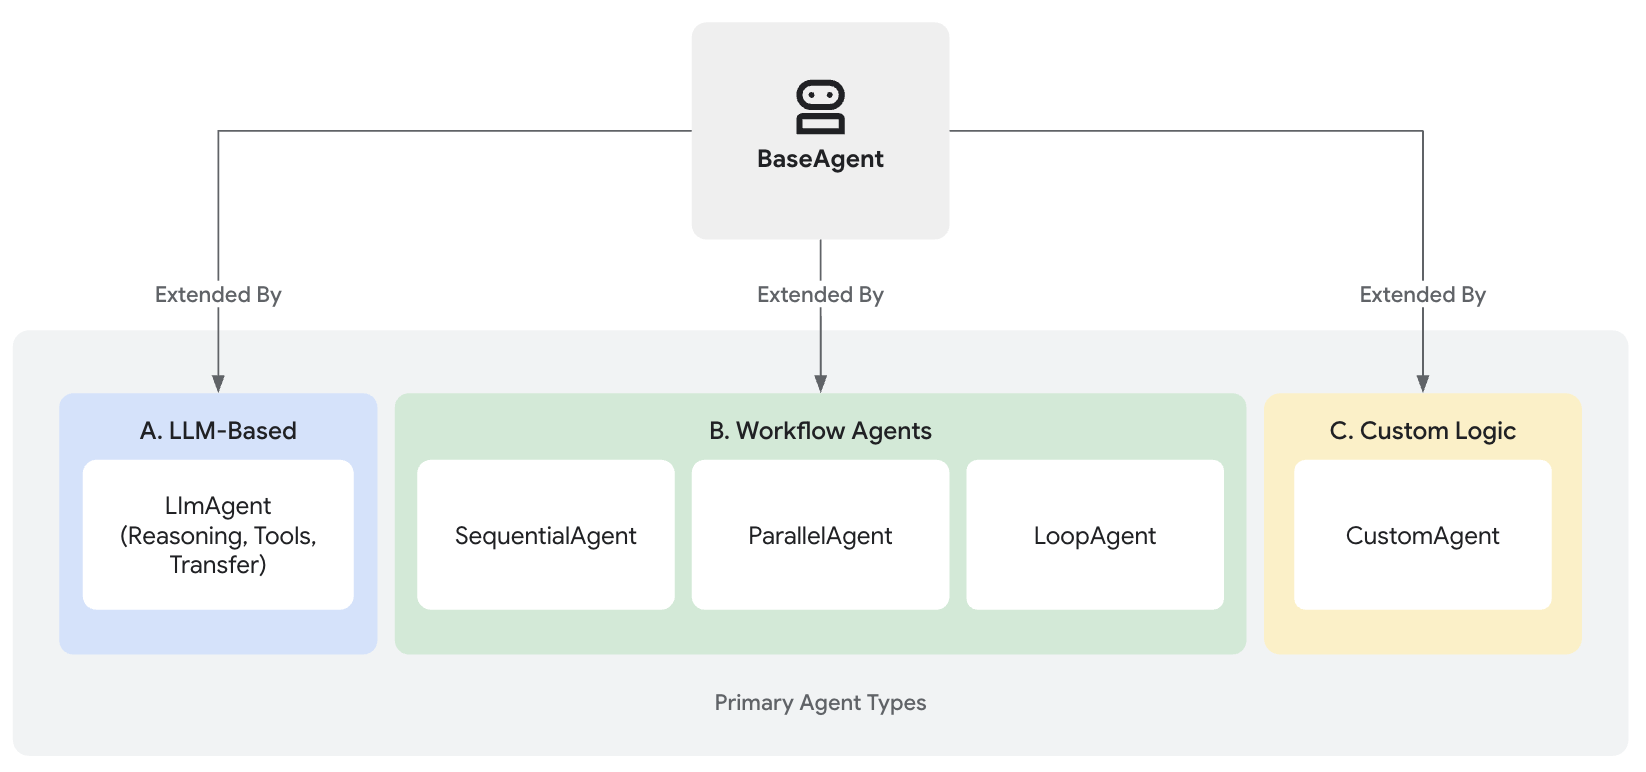 BaseAgent
Extended By
Extended By
Extended By
A. LLM-Based
LlmAgent
(Reasoning, Tools,
Transfer)
B. Workflow Agents
SequentialAgent
ParallelAgent
LoopAgent
C. Custom Logic
CustomAgent
Primary Agent Types